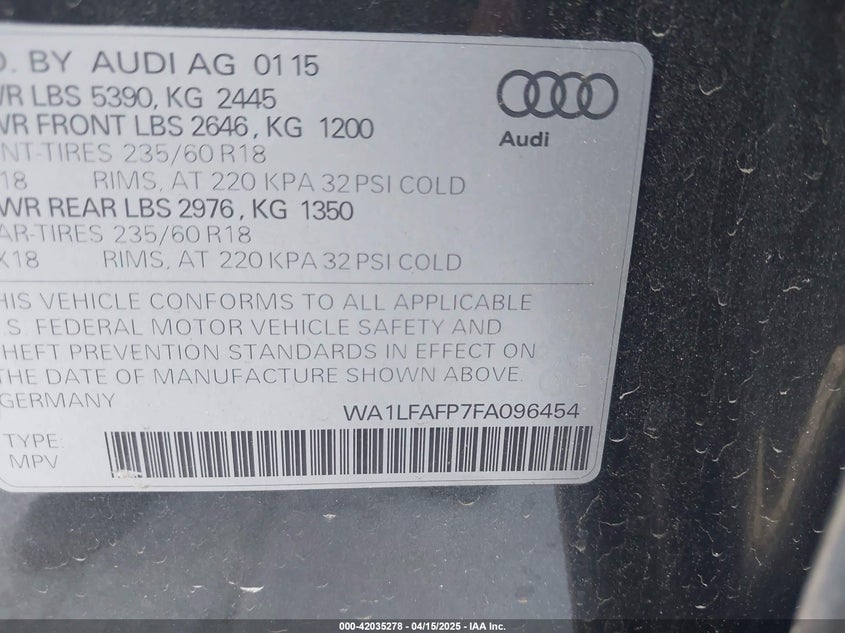 D. BY AUDI AG 01 15
WR LBS 5390, KG 2445
WR FRONT LBS 2646, KG 1200
NT-TIRES 235/60 R18
18 RIMS, AT 220 KPA 32 PSI COLD
WR REAR LBS 2976, KG 1350
AR-TIRES 235/60 R18
X18 RIMS, AT 220 KPA 32 PSI COLD
Audi
HIS VEHICLE CONFORMS TO ALL APPLICABLE
.S. FEDERAL MOTOR VEHICLE SAFETY AND
HEFT PREVENTION STANDARDS IN EFFECT ON
THE DATE OF MANUFACTURE SHOWN ABOVE.
GERMANY
WA1LFAFP7FA096454
TYPE:
MPV
000-42035278 - 04/15/2025 - IAA Inc.